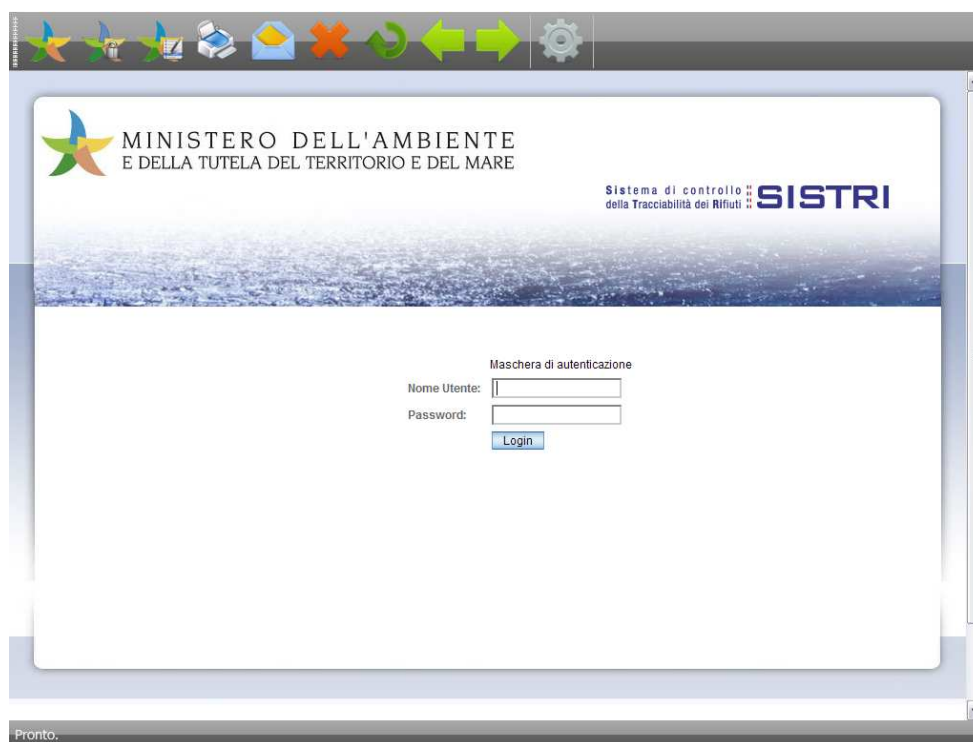 MINISTERO DELL'AMBIENTE
E DELLA TUTELA DEL TERRITORIO E DEL MARE
Sistema di controllo
della Tracciabilità dei Rifiuti
SISTRI
Maschera di autenticazione
Nome Utente:
Password:
Login
Pronto.